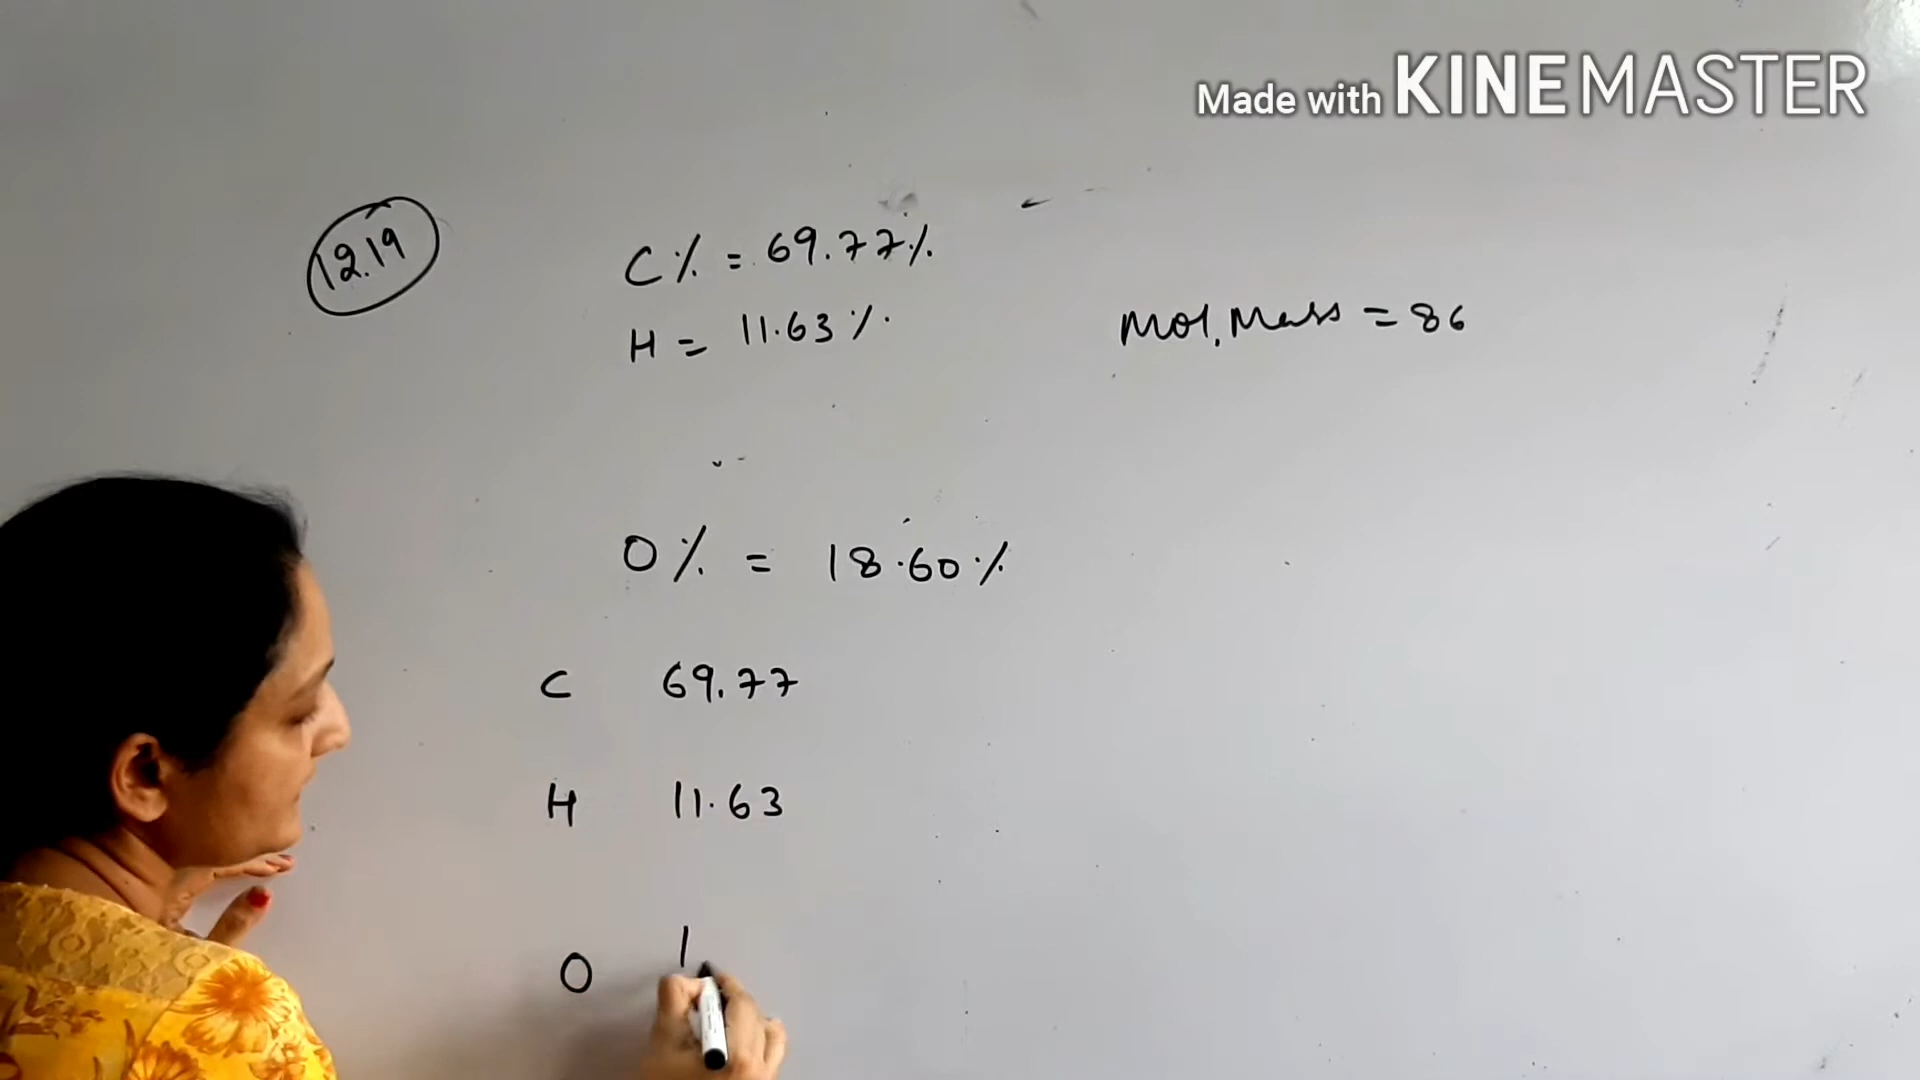 Made with KINEMASTER
12.19
C% = 69.77%
H = 11.63%
Mol. Mass = 86
O% = 18.60%
C 69.77
H 11.63
O 1